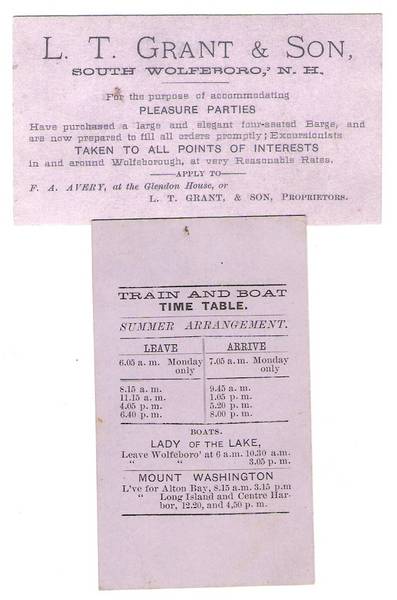 L. T. GRANT & SON,
SOUTH WOLFEBORO,' N. H.
For the purpose of accommodating
PLEASURE PARTIES
Have purchased a large and elegant four-seated Barge, and
are now prepared to fill all orders promptly; Excursionists
TAKEN TO ALL POINTS OF INTERESTS
in and around Wolfeborough, at very Reasonable Rates.
—APPLY TO—
F. A. AVERY, at the Glendon House, or
L. T. GRANT, & SON, PROPRIETORS.
TRAIN AND BOAT
TIME TABLE.
SUMMER ARRANGEMENT.
LEAVE ARRIVE
6.05 a. m. Monday 7.05 a. m. Monday
only only
8.15 a. m. 9.45 a. m.
11.15 a. m. 1.05 p. m.
4.05 p. m. 5.20 p. m.
6.40 p. m. 8.00 p. m.
BOATS.
LADY OF THE LAKE,
Leave Wolfeboro' at 6 a.m. 10.30 a.m.
" " 3.05 p. m.
MOUNT WASHINGTON
L've for Alton Bay, 8.15 a.m. 3.15 p.m
" Long Island and Centre Har-
bor, 12.20, and 4,50 p. m.